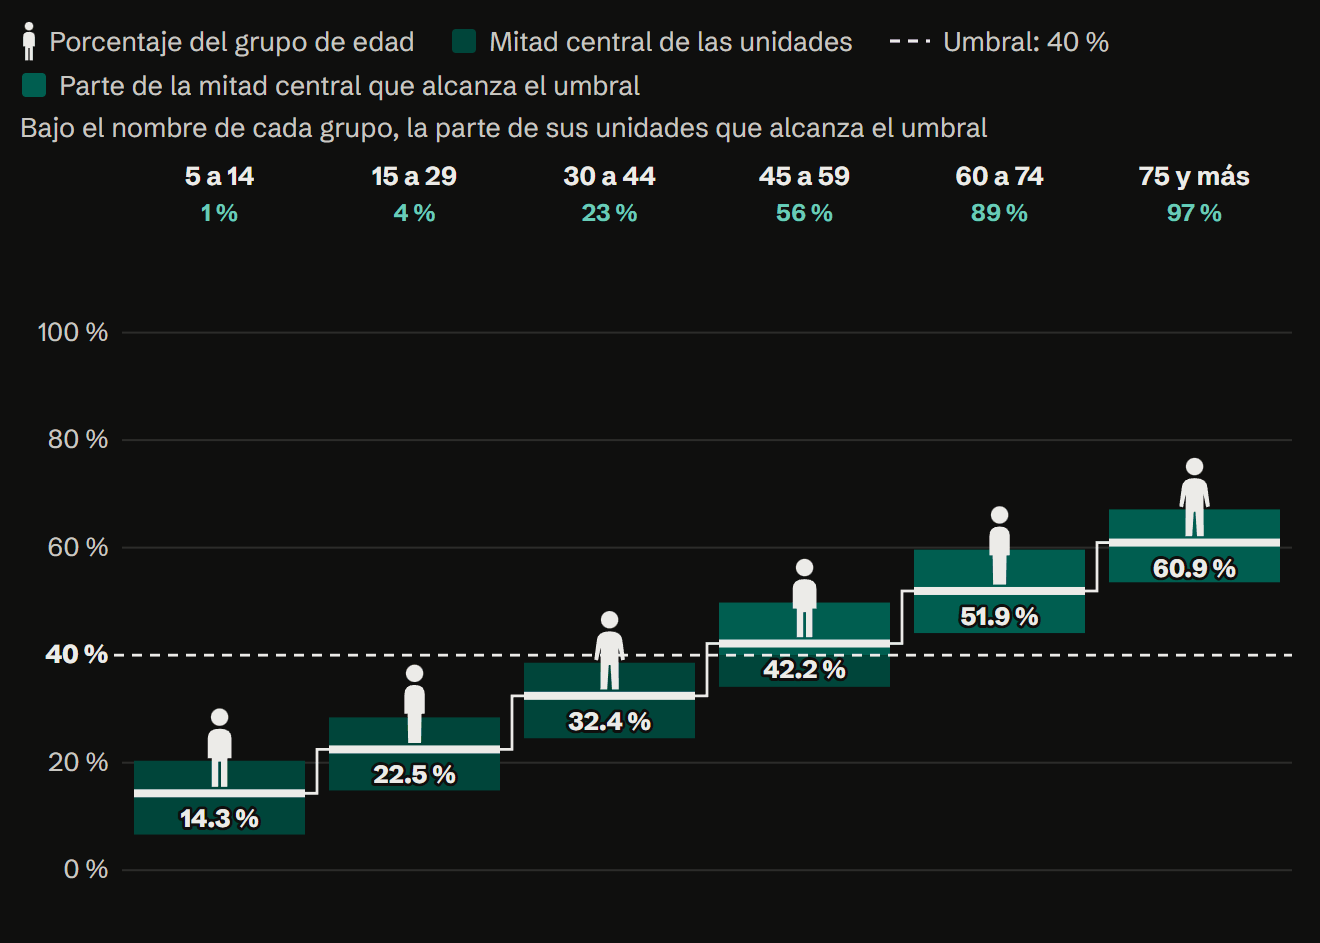 Porcentaje del grupo de edad Mitad central de las unidades Umbral: 40 %
Parte de la mitad central que alcanza el umbral
Bajo el nombre de cada grupo, la parte de sus unidades que alcanza el umbral
5 a 14 15 a 29 30 a 44 45 a 59 60 a 74 75 y más
1 % 4 % 23 % 56 % 89 % 97 %
100 %
80 %
60 %
60.9 %
51.9 %
40 %
42.2 %
32.4 %
20 %
22.5 %
14.3 %
0 %